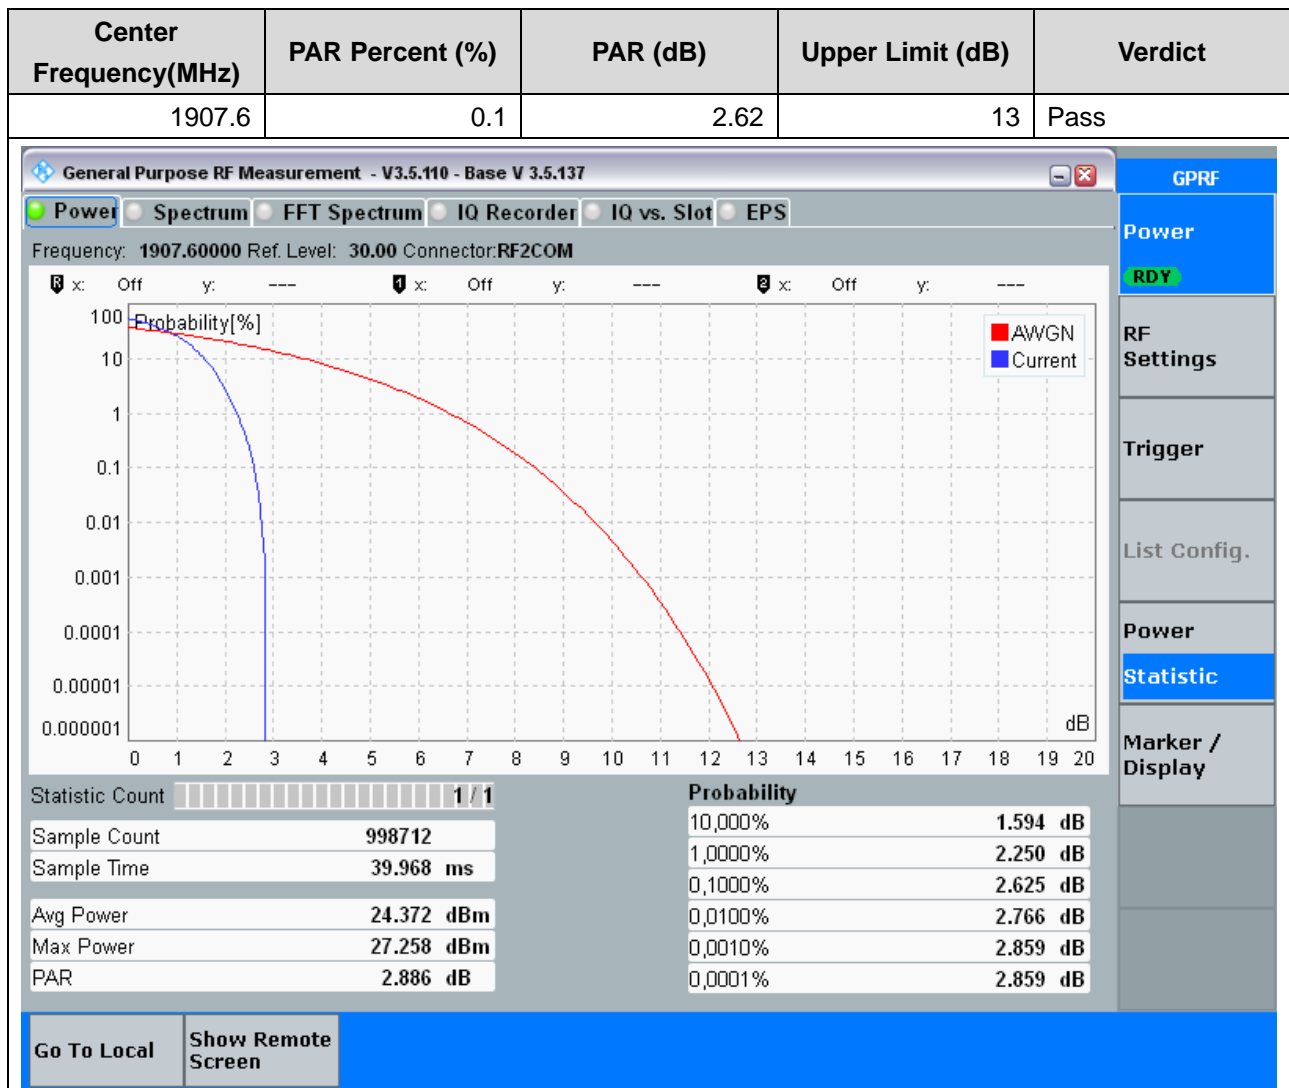 Center Frequency(MHz) PAR Percent (%) PAR (dB) Upper Limit (dB) Verdict
1907.6 0.1 2.62 13 Pass
General Purpose RF Measurement - V3.5.110 - Base V 3.5.137
GPRF
Power Spectrum FFT Spectrum IQ Recorder IQ vs. Slot EPS
Frequency: 1907.60000 Ref. Level: 30.00 Connector:RF2COM
R x: Off y: --- 1 x: Off y: --- 2 x: Off y: ---
Probability[%]
AWGN
Current
100
10
1
0.1
0.01
0.001
0.0001
0.00001
0.000001
dB
0 1 2 3 4 5 6 7 8 9 10 11 12 13 14 15 16 17 18 19 20
Statistic Count 1 / 1
Sample Count 998712
Sample Time 39.968 ms
Avg Power 24.372 dBm
Max Power 27.258 dBm
PAR 2.886 dB
Probability
10,000% 1.594 dB
1,0000% 2.250 dB
0,1000% 2.625 dB
0,0100% 2.766 dB
0,0010% 2.859 dB
0,0001% 2.859 dB
Power
RDY
RF
Settings
Trigger
List Config.
Power
Statistic
Marker /
Display
Go To Local
Show Remote
Screen